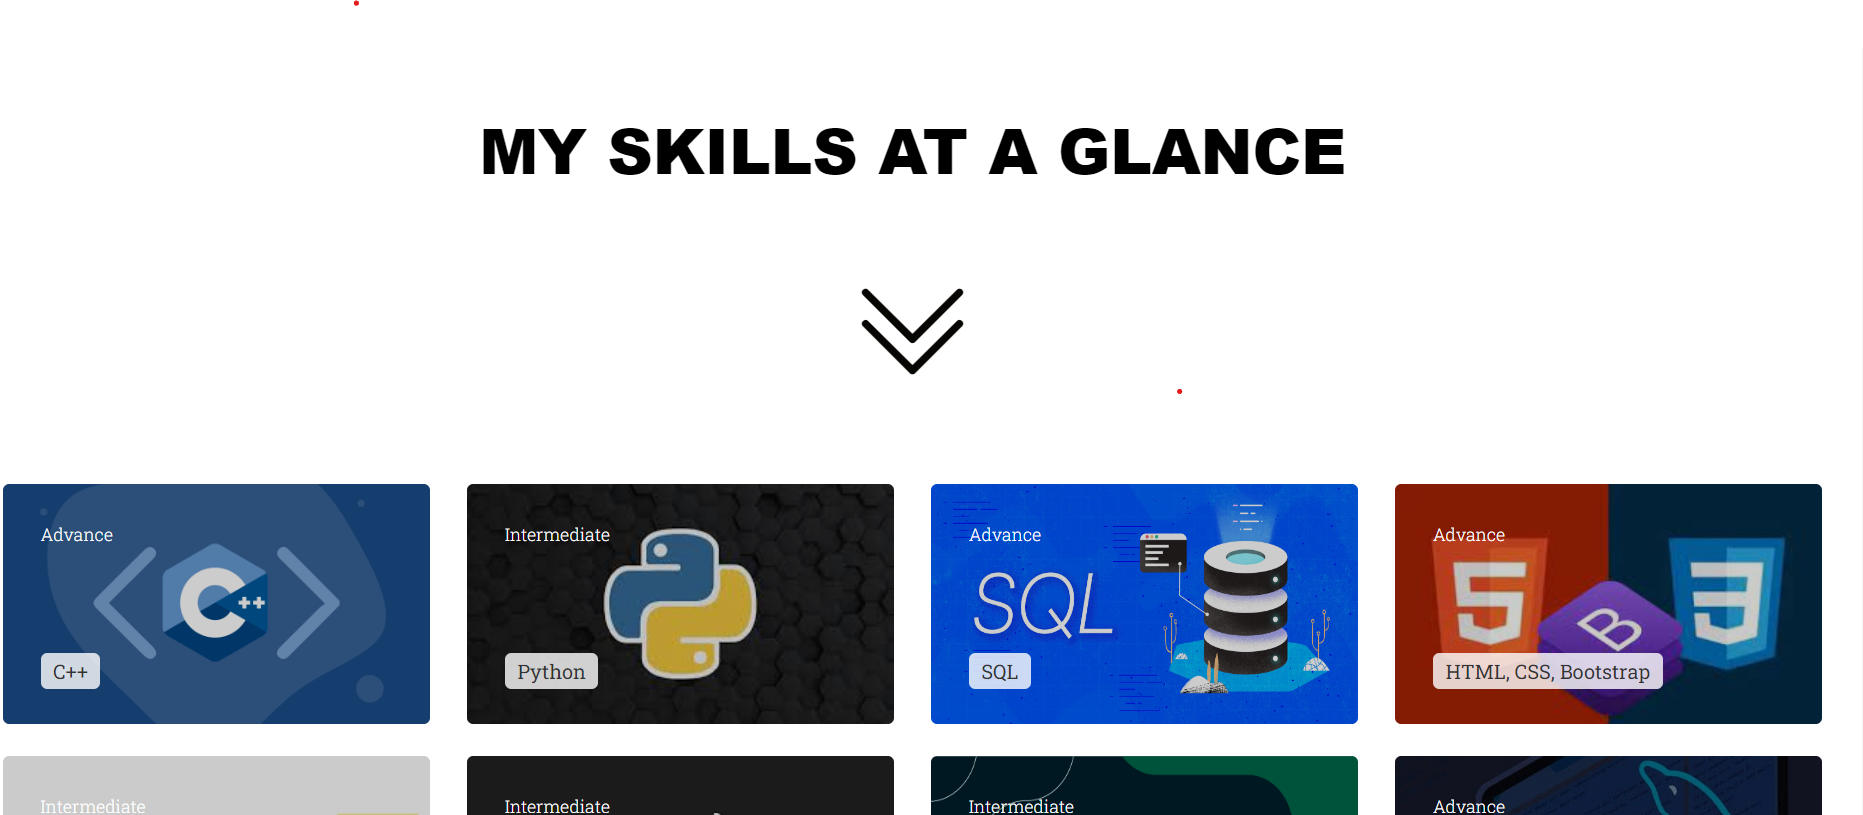 MY SKILLS AT A GLANCE
Advance
C++
C++
Intermediate
Python
Advance
SQL
SQL
Advance
5
B
3
HTML, CSS, Bootstrap
Intermediate
Intermediate
Intermediate
Advance